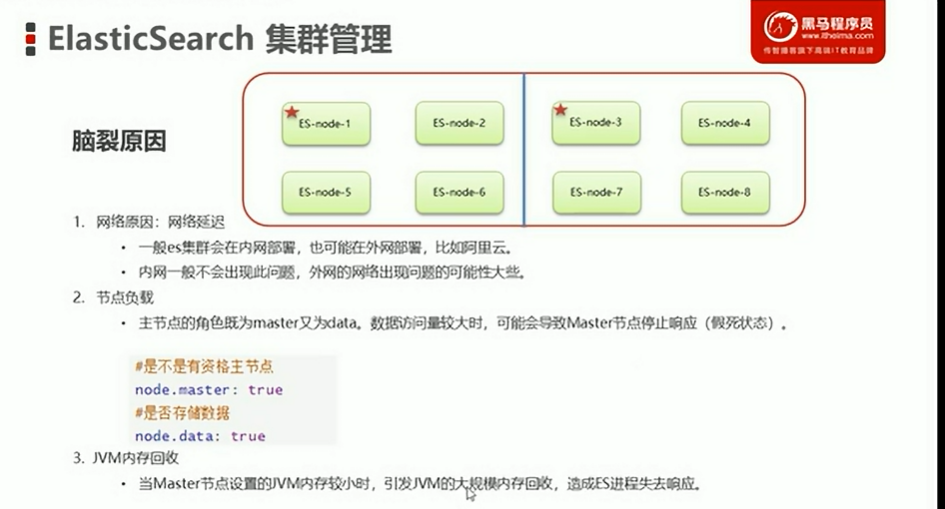 ElasticSearch 集群管理
黑马程序员
www.itheima.com
传智播客旗下高端IT教育品牌
ES-node-1
ES-node-2
ES-node-3
ES-node-4
脑裂原因
ES-node-5
ES-node-6
ES-node-7
ES-node-8
1. 网络原因：网络延迟
• 一般es集群会在内网部署，也可能在外网部署，比如阿里云。
• 内网一般不会出现此问题，外网的网络出现问题的可能性大些。
2. 节点负载
• 主节点的角色既为master又为data。数据访问量较大时，可能会导致Master节点停止响应（假死状态）。
#是不是有资格主节点
node.master: true
#是否存储数据
node.data: true
3. JVM内存回收
• 当Master节点设置的JVM内存较小时，引发JVM的大规模内存回收，造成ES进程失去响应。